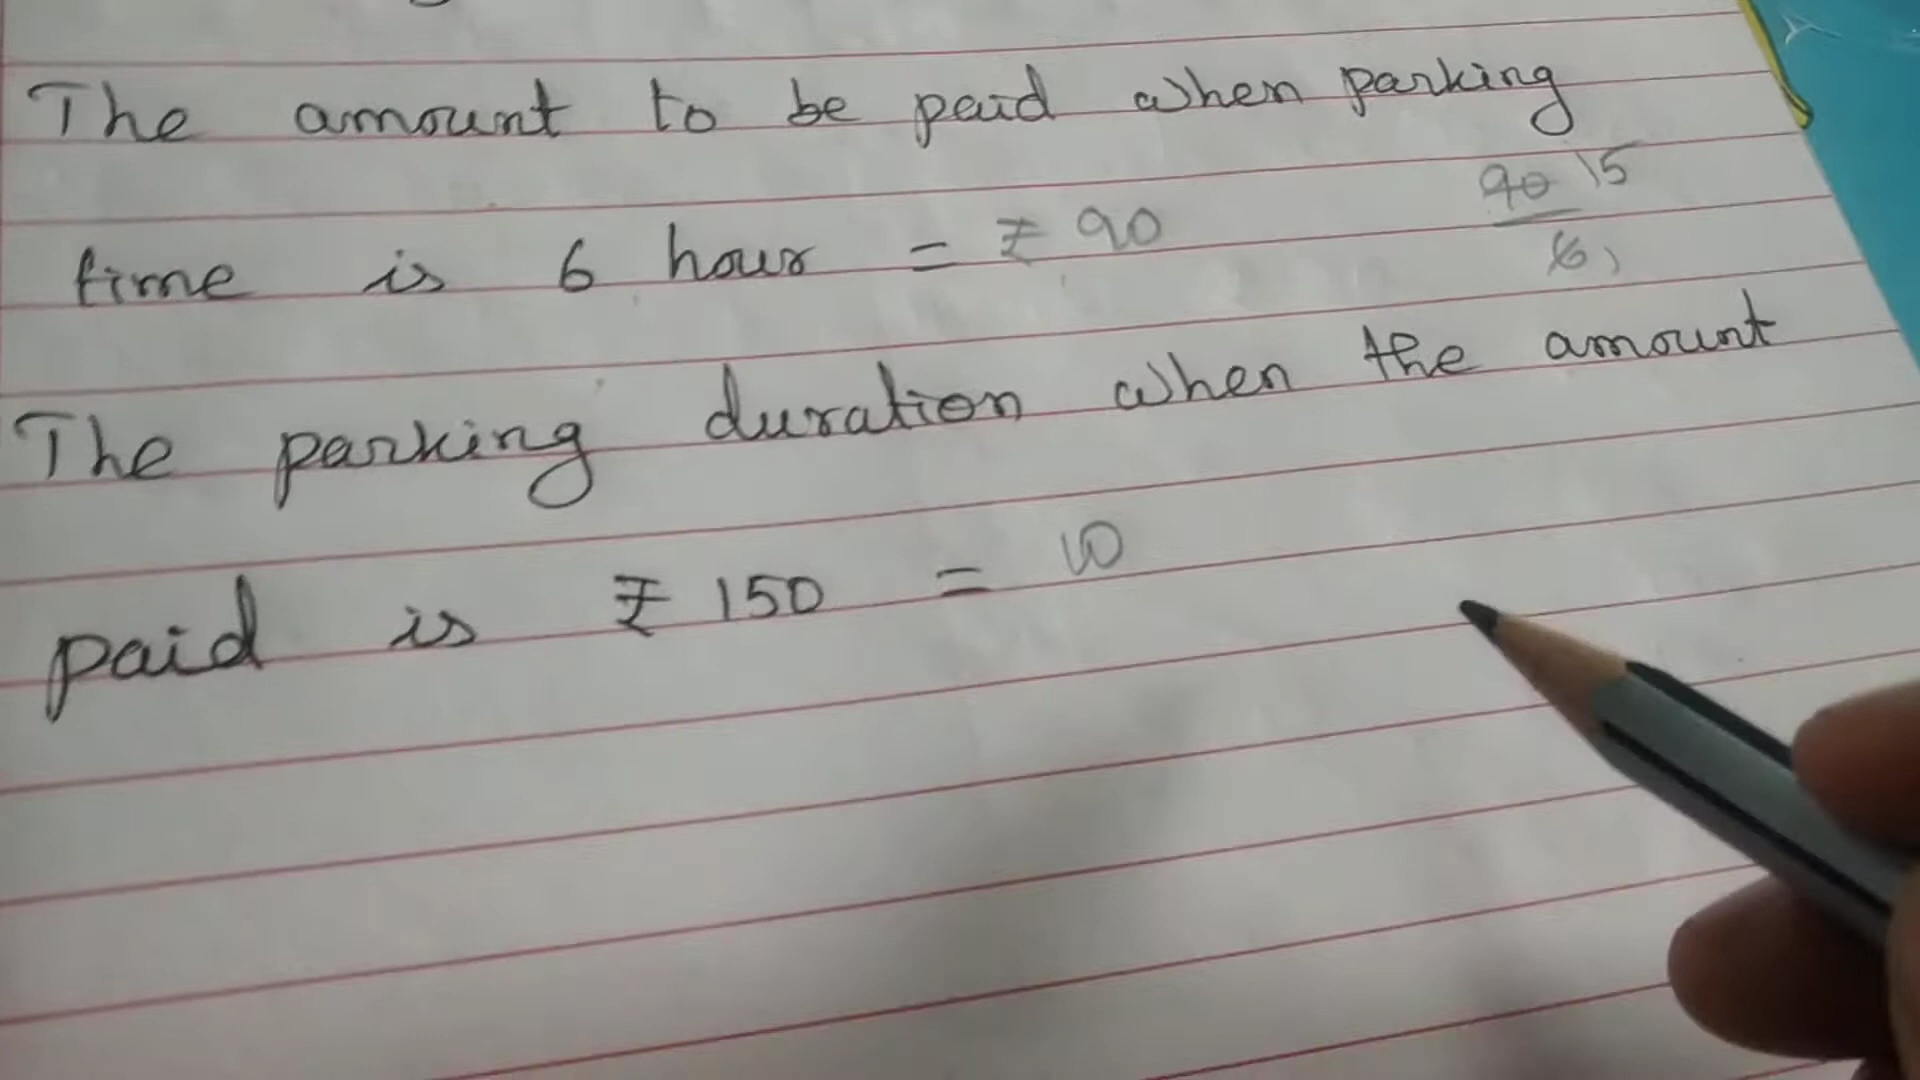 The amount to be paid when parking
90 15
time is 6 hour = ₹ 90
6
The parking duration when the amount
paid is ₹ 150 = 10